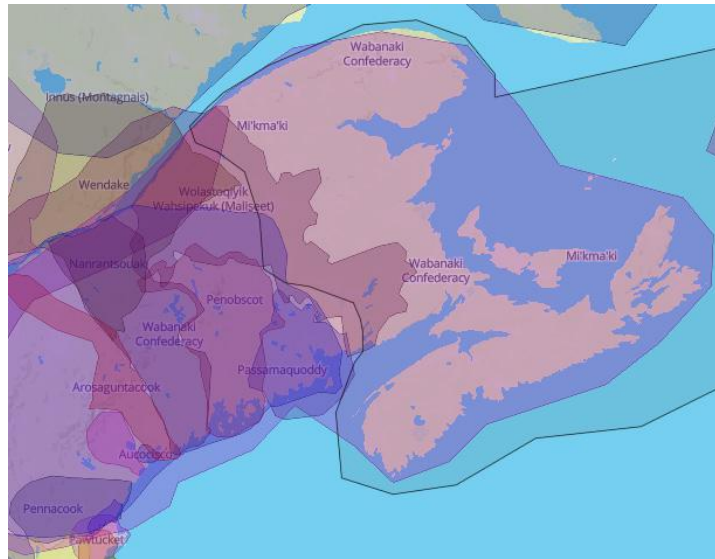 Wabanaki
Confederacy
Innus (Montagnais)
Mi'kma'ki
Wendake
Wolastoqiyik
Wahsipekuk (Maliseet)
Nanrantsouak
Wabanaki
Confederacy
Mi'kma'ki
Penobscot
Wabanaki
Confederacy
Passamaquoddy
Arosaguntacook
Aucocisco
Pennacook
Pawtucket